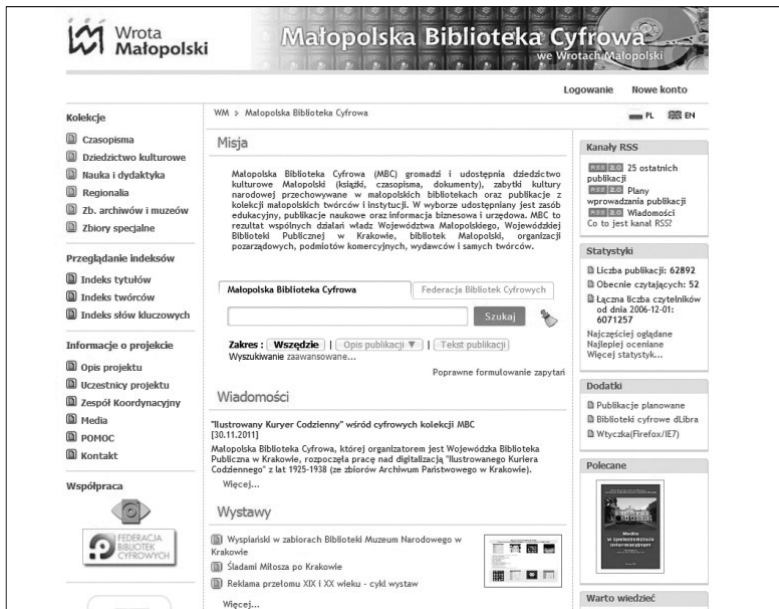 Wrota
Małopolski
Małopolska Biblioteka Cyfrowa
we Wrotach Małopolski
Logowanie Nowe konto
Kolekcje
Czasopisma
Dziedzictwo kulturowe
Nauka i dydaktyka
Regionalia
Zb. archiwów i muzeów
Zbiory specjalne
Przeglądanie indeksów
Indeks tytułów
Indeks twórców
Indeks słów kluczowych
Informacje o projekcie
Opis projektu
Uczestnicy projektu
Zespół Koordynacyjny
Media
POMOC
Kontakt
Współpraca
FEDERACJA
BIBLIOTEK
CYFROWYCH
WM > Małopolska Biblioteka Cyfrowa
PL EN
Misja
Małopolska Biblioteka Cyfrowa (MBC) gromadzi i udostępnia dziedzictwo
kulturowe Małopolski (książki, czasopisma, dokumenty), zabytki kultury
narodowej przechowywane w małopolskich bibliotekach oraz publikacje z
kolekcji małopolskich twórców i instytucji. W wyborze udostępniany jest zasób
edukacyjny, publikacje naukowe oraz informacja biznesowa i urzędowa. MBC to
rezultat wspólnych działań władz Województwa Małopolskiego, Wojewódzkiej
Biblioteki Publicznej w Krakowie, bibliotek Małopolski, organizacji
pozarządowych, podmiotów komercyjnych, wydawców i samych twórców.
Małopolska Biblioteka Cyfrowa
Federacja Bibliotek Cyfrowych
Szukaj
Zakres : Wszędzie | Opis publikacji ▼ | Tekst publikacji
Wyszukiwanie zaawansowane...
Poprawne formułowanie zapytań
Wiadomości
"Ilustrowany Kuryer Codzienny" wśród cyfrowych kolekcji MBC
[30.11.2011]
Małopolska Biblioteka Cyfrowa, której organizatorem jest Wojewódzka Biblioteka
Publiczna w Krakowie, rozpoczęła pracę nad digitalizacją "Ilustrowanego Kuriera
Codziennego" z lat 1925-1938 (ze zbiorów Archiwum Państwowego w Krakowie).
Więcej...
Wystawy
Wyspiański w zabiorach Biblioteki Muzeum Narodowego w
Krakowie
Śladami Miłosza po Krakowie
Reklama przełomu XIX i XX wieku - cykl wystaw
Więcej...
Kanały RSS
RSS 2.0 25 ostatnich
publikacji
RSS 2.0 Plany
wprowadzania publikacji
RSS 2.0 Wiadomości
Co to jest kanał RSS?
Statystyki
Liczba publikacji: 62892
Obecnie czytających: 52
Łączna liczba czytelników
od dnia 2006-12-01:
6071257
Najczęściej oglądane
Najlepiej oceniane
Więcej statystyk...
Dodatki
Publikacje planowane
Biblioteki cyfrowe dLibra
Wtyczka(Firefox/IE7)
Polecane
Media
w społeczeństwie
informacyjnym
Warto wiedzieć